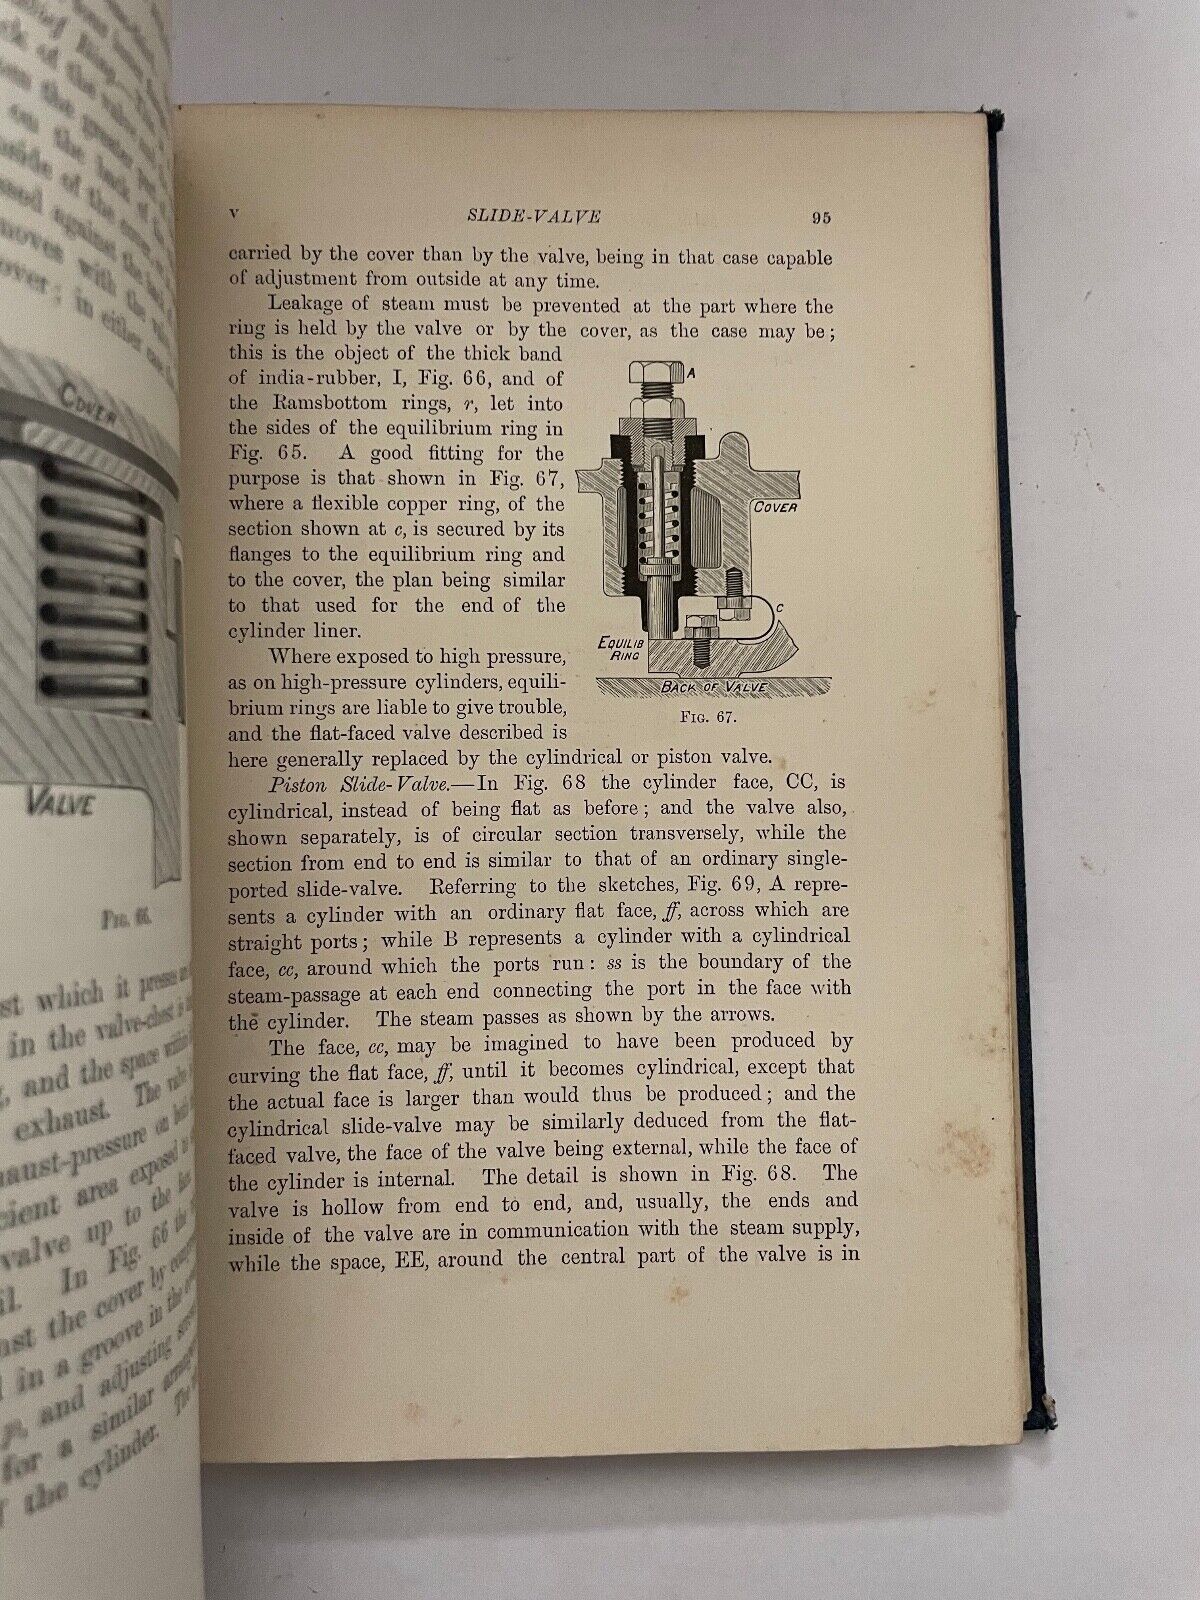 COVER
VALVE
FIG. 66.
v SLIDE-VALVE 95
carried by the cover than by the valve, being in that case capable
of adjustment from outside at any time.
Leakage of steam must be prevented at the part where the
ring is held by the valve or by the cover, as the case may be;
this is the object of the thick band
of india-rubber, I, Fig. 66, and of
the Ramsbottom rings, r, let into
the sides of the equilibrium ring in
Fig. 65. A good fitting for the
purpose is that shown in Fig. 67,
where a flexible copper ring, of the
section shown at c, is secured by its
flanges to the equilibrium ring and
to the cover, the plan being similar
to that used for the end of the
cylinder liner.
Where exposed to high pressure,
as on high-pressure cylinders, equili-
brium rings are liable to give trouble,
and the flat-faced valve described is
A
COVER
C
EQUILIB
RING
BACK OF VALVE
FIG. 67.
here generally replaced by the cylindrical or piston valve.
Piston Slide-Valve.—In Fig. 68 the cylinder face, CC, is
cylindrical, instead of being flat as before; and the valve also,
shown separately, is of circular section transversely, while the
section from end to end is similar to that of an ordinary single-
ported slide-valve. Referring to the sketches, Fig. 69, A repre-
sents a cylinder with an ordinary flat face, ff, across which are
straight ports; while B represents a cylinder with a cylindrical
face, cc, around which the ports run: ss is the boundary of the
steam-passage at each end connecting the port in the face with
the cylinder. The steam passes as shown by the arrows.
The face, cc, may be imagined to have been produced by
curving the flat face, ff, until it becomes cylindrical, except that
the actual face is larger than would thus be produced; and the
cylindrical slide-valve may be similarly deduced from the flat-
faced valve, the face of the valve being external, while the face of
the cylinder is internal. The detail is shown in Fig. 68. The
valve is hollow from end to end, and, usually, the ends and
inside of the valve are in communication with the steam supply,
while the space, EE, around the central part of the valve is in